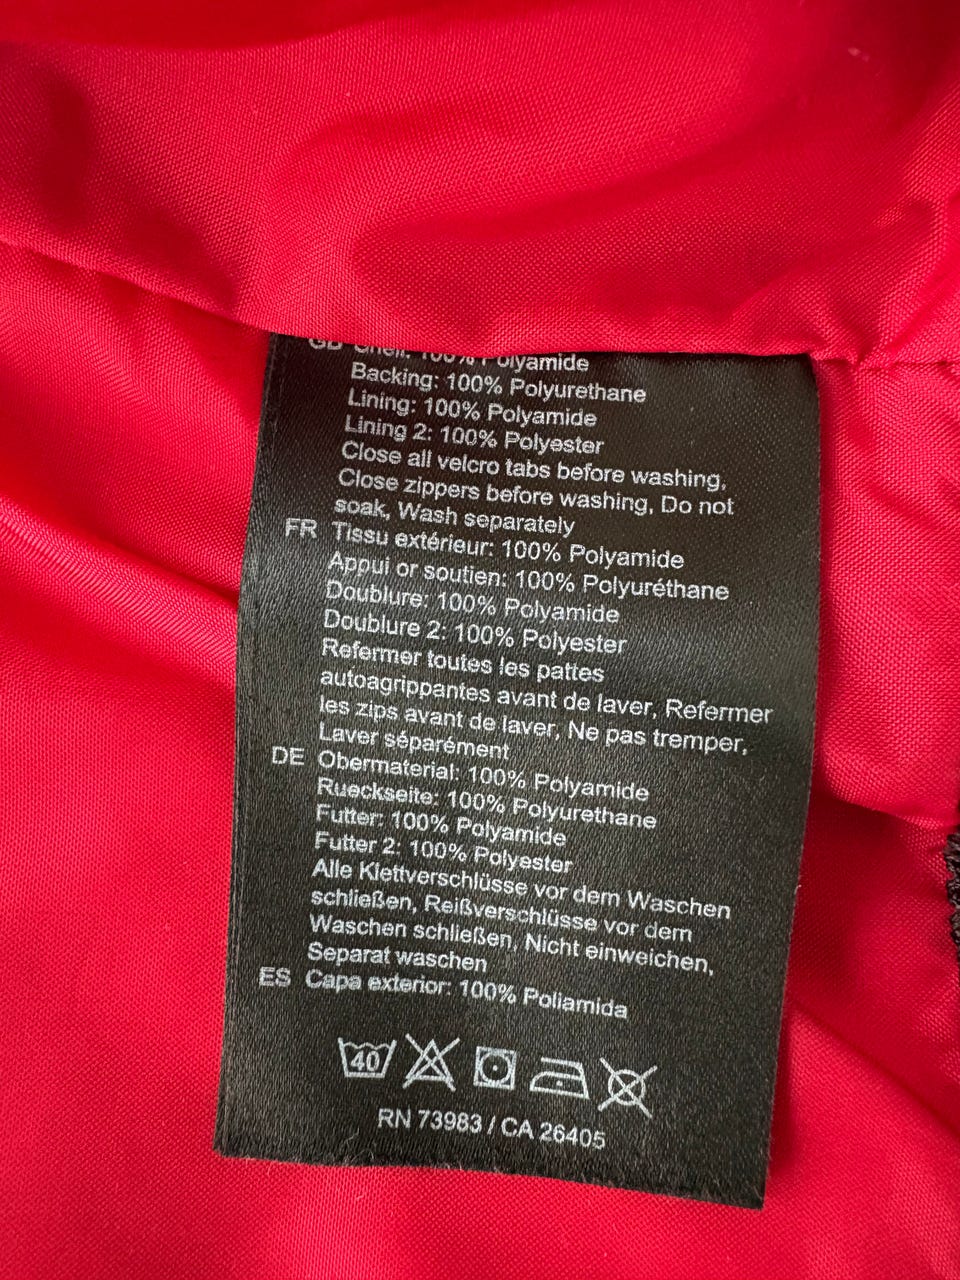 GB Shell: 100% Polyamide
Backing: 100% Polyurethane
Lining: 100% Polyamide
Lining 2: 100% Polyester
Close all velcro tabs before washing,
Close zippers before washing, Do not
soak, Wash separately
FR Tissu extérieur: 100% Polyamide
Appui or soutien: 100% Polyuréthane
Doublure: 100% Polyamide
Doublure 2: 100% Polyester
Refermer toutes les pattes
autoagrippantes avant de laver, Refermer
les zips avant de laver, Ne pas tremper,
Laver séparément
DE Obermaterial: 100% Polyamide
Rueckseite: 100% Polyurethane
Futter: 100% Polyamide
Futter 2: 100% Polyester
Alle Klettverschlüsse vor dem Waschen
schließen, Reißverschlüsse vor dem
Waschen schließen, Nicht einweichen,
Separat waschen
ES Capa exterior: 100% Poliamida
40
RN 73983 / CA 26405